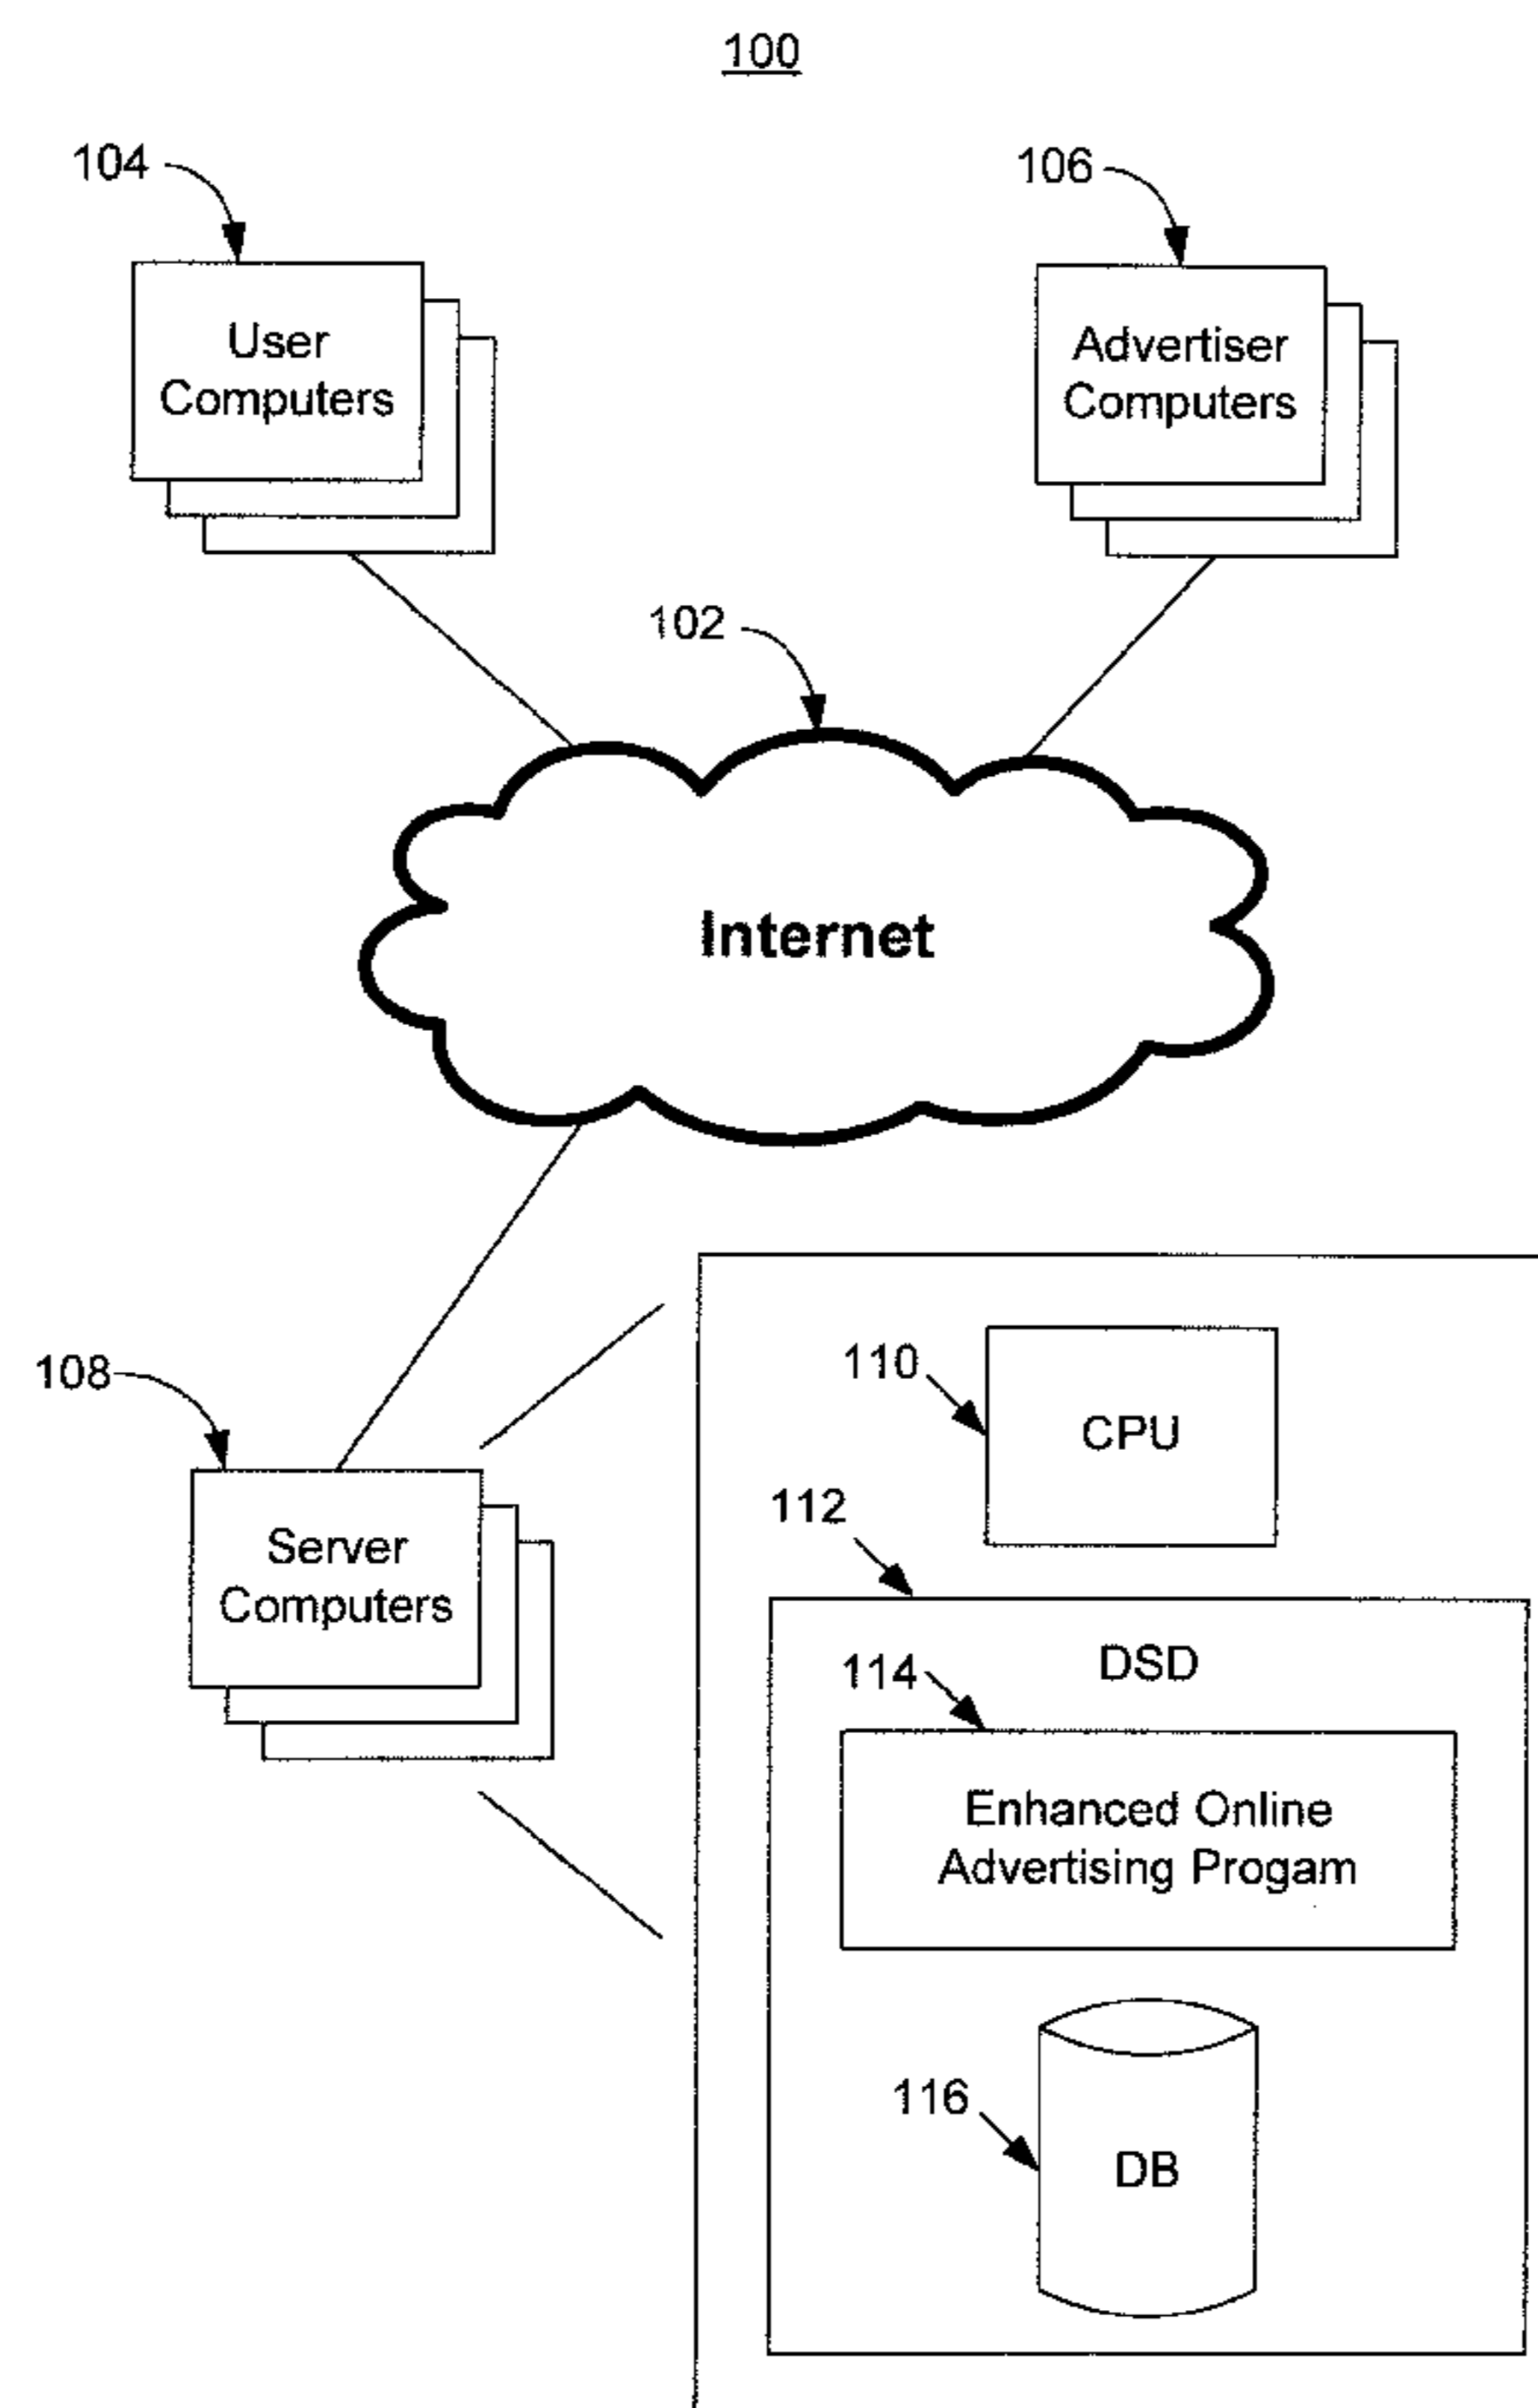 100
104
106
User
Computers
Advertiser
Computers
102
Internet
108
Server
Computers
110
CPU
112
DSD
114
Enhanced Online
Advertising Progam
116
DB